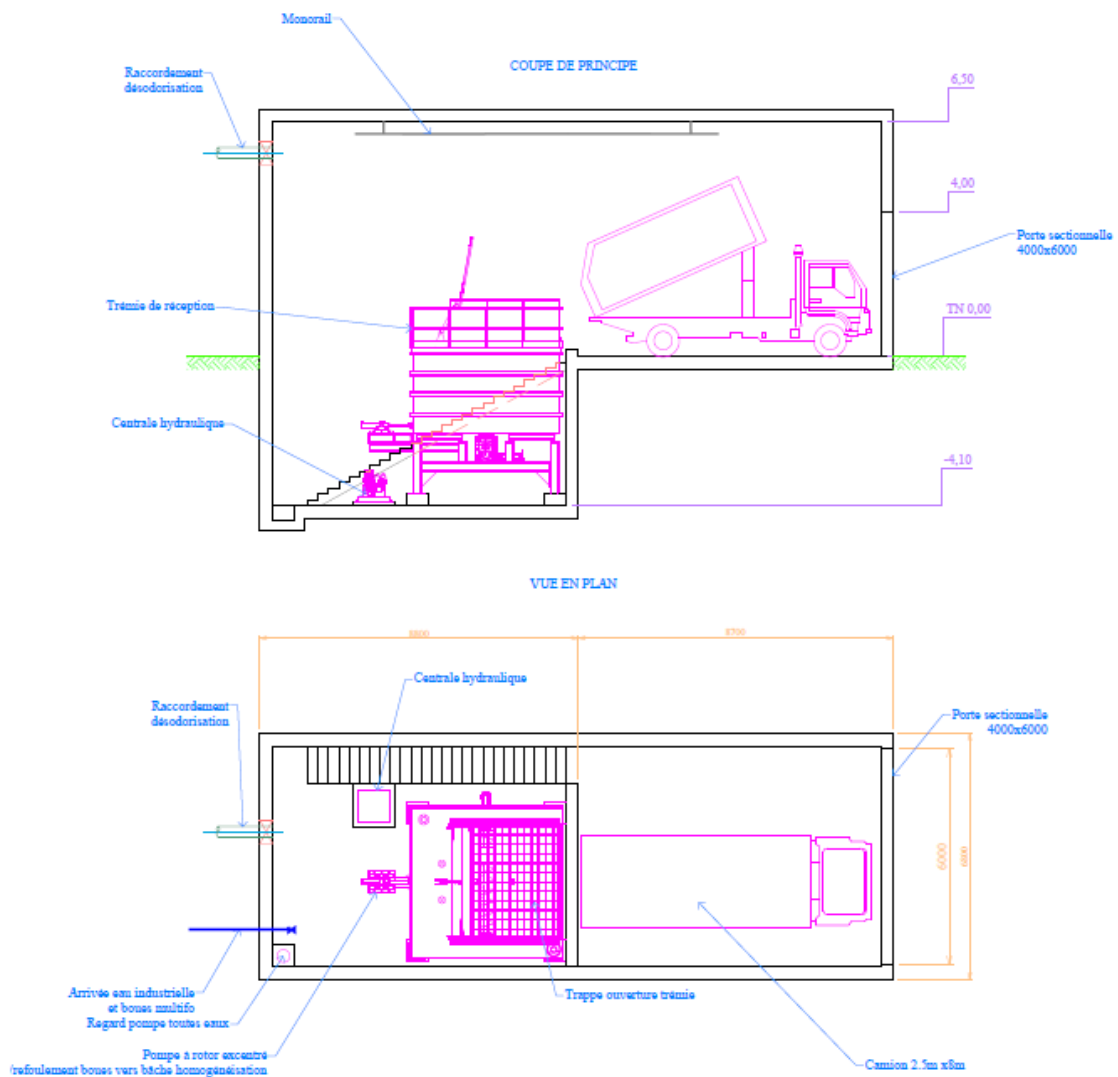 Monorail
COUPE DE PRINCIPE
Raccordement
désodorisation
6,50
4,00
Porte sectionnelle
4000x6000
Trémie de réception
TN 0,00
Centrale hydraulique
-4,10
VUE EN PLAN
8800
8700
Centrale hydraulique
Raccordement
désodorisation
Porte sectionnelle
4000x6000
6000
6800
Arrivée eau industrielle
et boues multifo
Regard pompe toutes eaux
Trappe ouverture trémie
Pompe à rotor excentré
(refoulement boues vers bâche homogénéisation
Camion 2.5m x8m